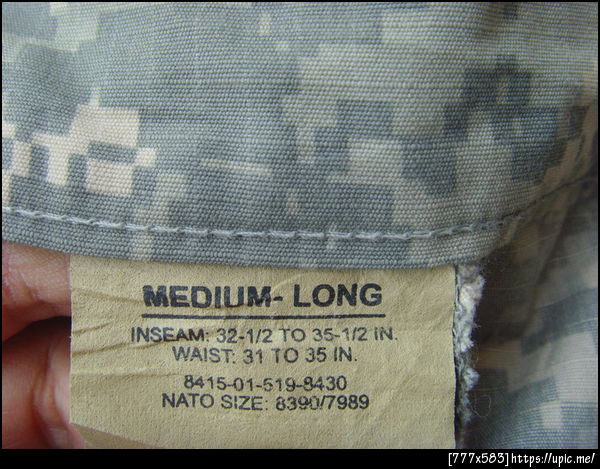 MEDIUM- LONG
INSEAM: 32-1/2 TO 35-1/2 IN.
WAIST: 31 TO 35 IN.
8415-01-519-8430
NATO SIZE: 8390/7989
[777x583]https://upic.me/